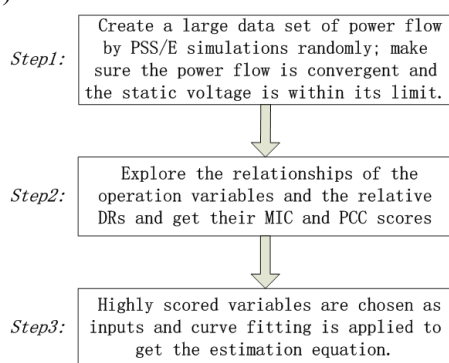 Step1:
Create a large data set of power flow
by PSS/E simulations randomly; make
sure the power flow is convergent and
the static voltage is within its limit.
Step2:
Explore the relationships of the
operation variables and the relative
DRs and get their MIC and PCC scores
Step3:
Highly scored variables are chosen as
inputs and curve fitting is applied to
get the estimation equation.